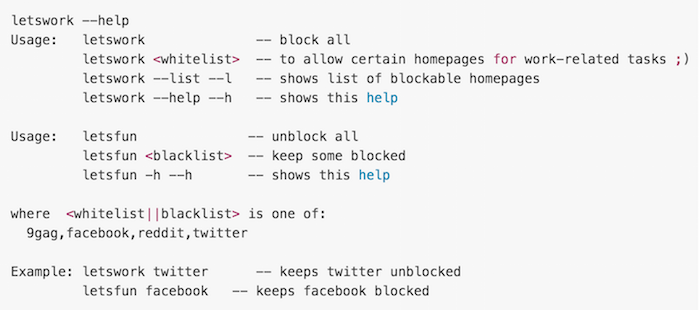 letswork --help
Usage:   letswork              -- block all
         letswork <whitelist>  -- to allow certain homepages for work-related tasks ;)
         letswork --list --l   -- shows list of blockable homepages
         letswork --help --h   -- shows this help
Usage:   letsfun              -- unblock all
         letsfun <blacklist>  -- keep some blocked
         letsfun -h --h       -- shows this help
where  <whitelist||blacklist> is one of:
  9gag,facebook,reddit,twitter
Example: letswork twitter      -- keeps twitter unblocked
         letsfun facebook   -- keeps facebook blocked